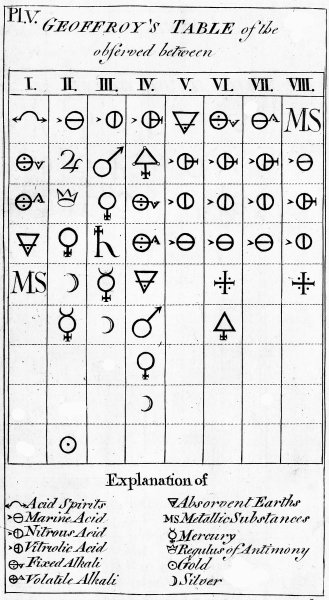 Pl.V. GEOFFROY'S TABLE of the
observed between
I. II. III. IV. V. VI. VII. VIII.
MS
MS
Explanation of
Acid Spirits
Marine Acid
Nitrous Acid
Vitriolic Acid
Fixed Alkali
Volatile Alkali
Absorvent Earths
MS Metallic Substances
Mercury
Regulus of Antimony
Gold
Silver